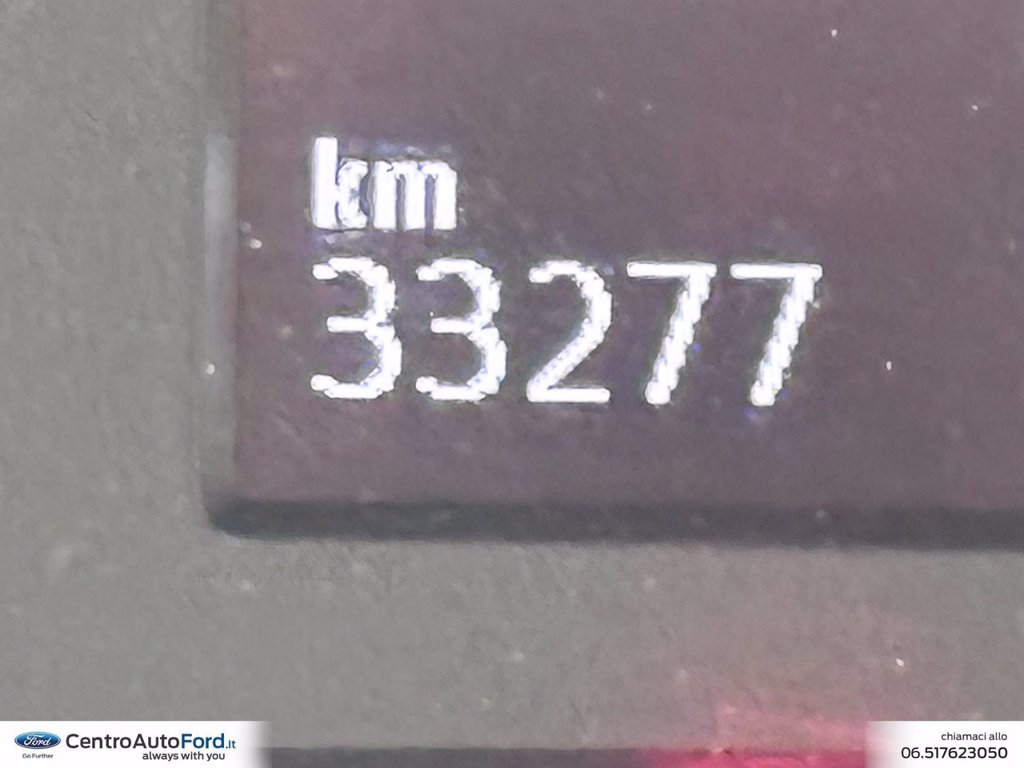 km
33277
Ford
Go Further
CentroAutoFord.it
always with you
chiamaci allo
06.517623050